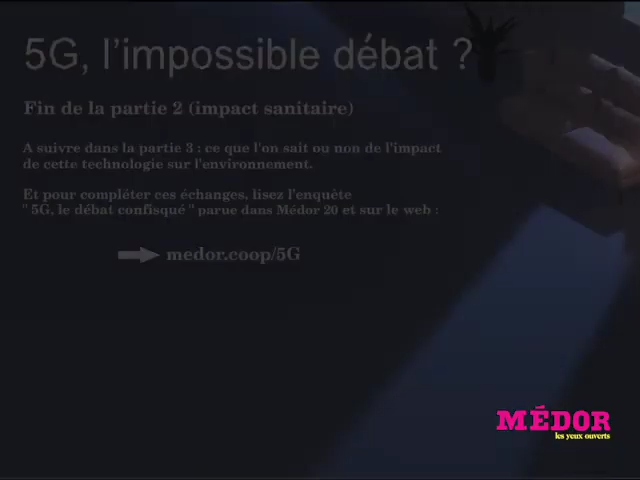 5G, l'impossible débat ?
Fin de la partie 2 (impact sanitaire)
A suivre dans la partie 3 : ce que l'on sait ou non de l'impact
de cette technologie sur l'environnement.
Et pour complêter ces échanges, lisez l'enquête
" 5G, le débat confisqué " parue dans Médor 20 et sur le web :
medor.coop/5G
MÉDOR
les yeux ouverts